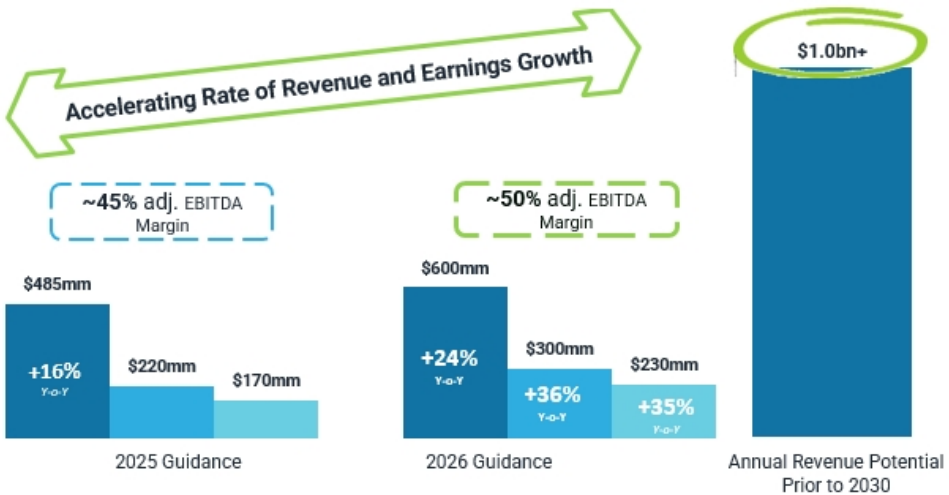 $1.0bn+
Accelerating Rate of Revenue and Earnings Growth
~45% adj. EBITDA
Margin
~50% adj. EBITDA
Margin
$485mm
+16%
Y-o-Y
$220mm
$170mm
2025 Guidance
$600mm
+24%
Y-o-Y
$300mm
+36%
Y-o-Y
$230mm
+35%
Y-o-Y
2026 Guidance
Annual Revenue Potential
Prior to 2030